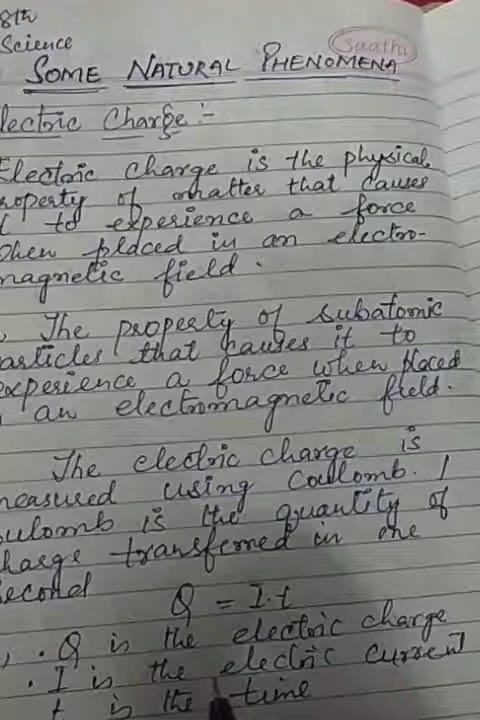 8th
Science
Swathi
SOME NATURAL PHENOMENA
lectric Charge :-
Electric charge is the physical
roperty of matter that causes
t to experience a force
when placed in an electro-
magnetic field.
The property of subatomic
articles that causes it to
experience a force when placed
an electromagnetic field.
The electric charge is
measured using Coulomb. 1
oulomb is the quantity of
charge transferred in one
second
Q = I.t
. Q is the electric charge
. I is the electric current
t is the time